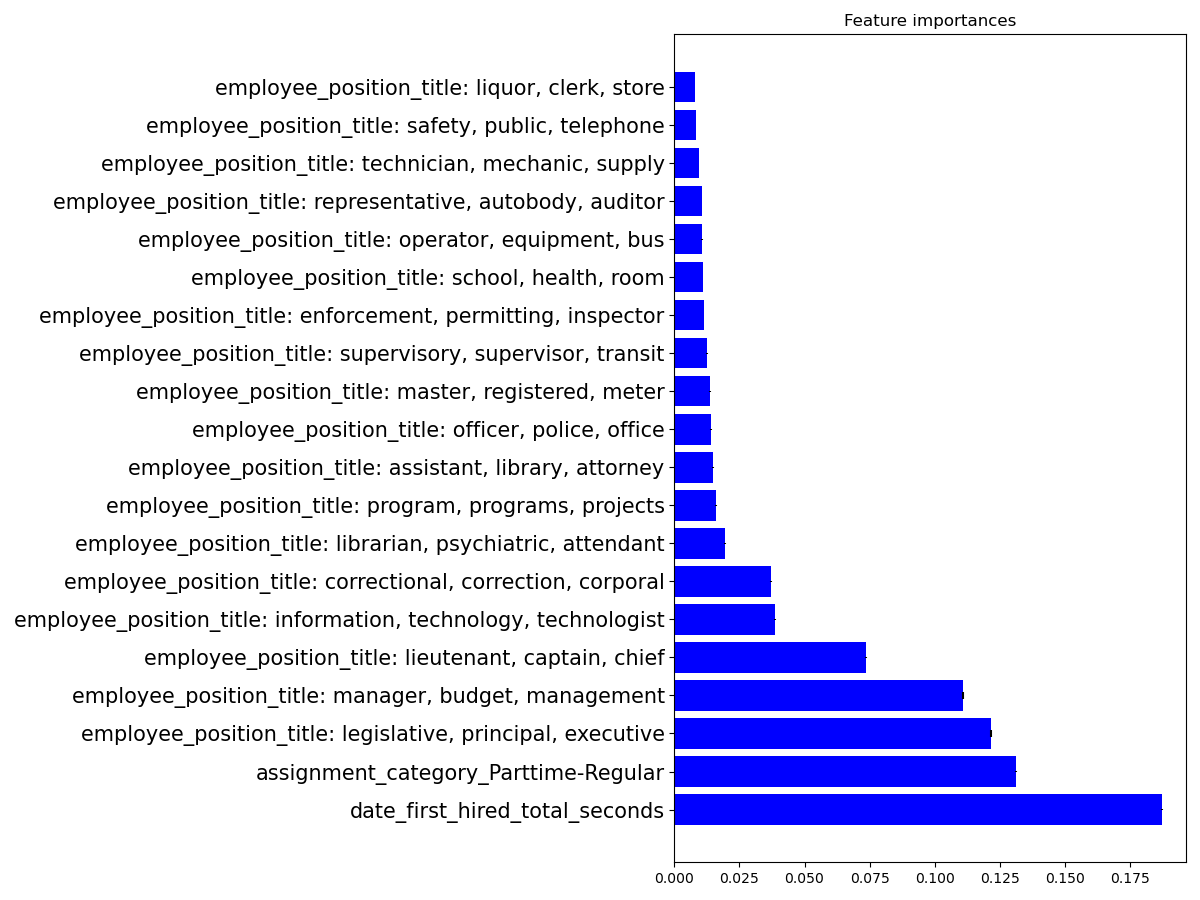 Feature importances
employee_position_title: liquor, clerk, store
employee_position_title: safety, public, telephone
employee_position_title: technician, mechanic, supply
employee_position_title: representative, autobody, auditor
employee_position_title: operator, equipment, bus
employee_position_title: school, health, room
employee_position_title: enforcement, permitting, inspector
employee_position_title: supervisory, supervisor, transit
employee_position_title: master, registered, meter
employee_position_title: officer, police, office
employee_position_title: assistant, library, attorney
employee_position_title: program, programs, projects
employee_position_title: librarian, psychiatric, attendant
employee_position_title: correctional, correction, corporal
employee_position_title: information, technology, technologist
employee_position_title: lieutenant, captain, chief
employee_position_title: manager, budget, management
employee_position_title: legislative, principal, executive
assignment_category_Parttime-Regular
date_first_hired_total_seconds
0.000 0.025 0.050 0.075 0.100 0.125 0.150 0.175